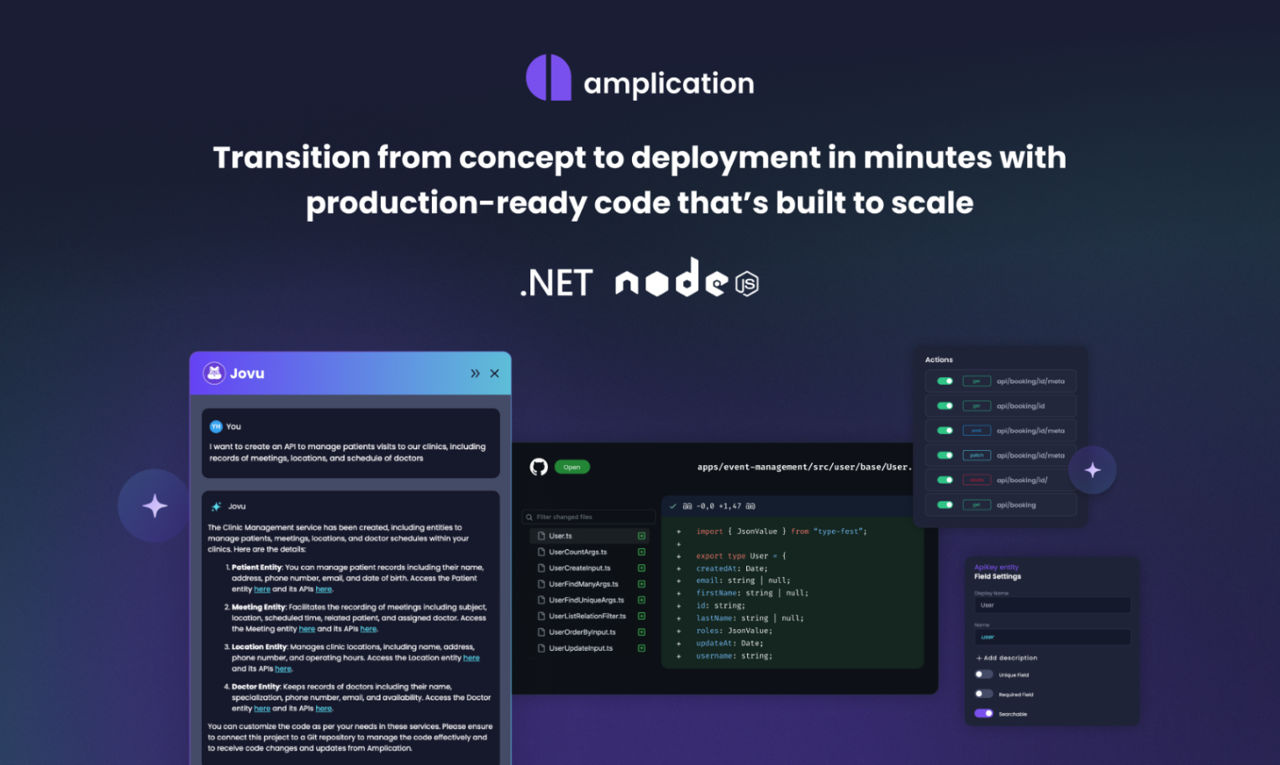 amplication
Transition from concept to deployment in minutes with
production-ready code that’s built to scale
.NET node JS
Jovu
YH You
I want to create an API to manage patients visits to our clinics, including
records of meetings, locations, and schedule of doctors
Jovu
The Clinic Management service has been created, including entities to
manage patients, meetings, locations, and doctor schedules within your
clinics. Here are the details:
1. Patient Entity: You can manage patient records including their name,
address, phone number, email, and date of birth. Access the Patient
entity here and its APIs here.
2. Meeting Entity: Facilitates the recording of meetings including subject,
location, scheduled time, related patient, and assigned doctor. Access
the Meeting entity here and its APIs here.
3. Location Entity: Manages clinic locations, including name, address,
phone number, and operating hours. Access the Location entity here
and its APIs here.
4. Doctor Entity: Keeps records of doctors including their name,
specialization, phone number, email, and availability. Access the Doctor
entity here and its APIs here.
You can customize the code as per your needs in these services. Please ensure
to connect this project to a Git repository to manage the code effectively and
to receive code changes and updates from Amplication.
Open
apps/event-management/src/user/base/User.
Filter changed files
User.ts
UserCountArgs.ts
UserCreateInput.ts
UserFindManyArgs.ts
UserFindUniqueArgs.ts
UserListRelationFilter.ts
UserOrderByInput.ts
UserUpdateInput.ts
@@ -0,0 +1,47 @@
+ import { JsonValue } from "type-fest";
+
+ export type User = {
+ createdAt: Date;
+ email: string | null;
+ firstName: string | null;
+ id: string;
+ lastName: string | null;
+ roles: JsonValue;
+ updateAt: Date;
+ username: string;
Actions
get api/booking/id/meta
get api/booking/id
post api/booking/id/meta
patch api/booking/id/meta
delete api/booking/id/
get api/booking
ApiKey entity
Field Settings
Display Name
User
Name
user
+ Add description
Unique Field
Required Field
Searchable